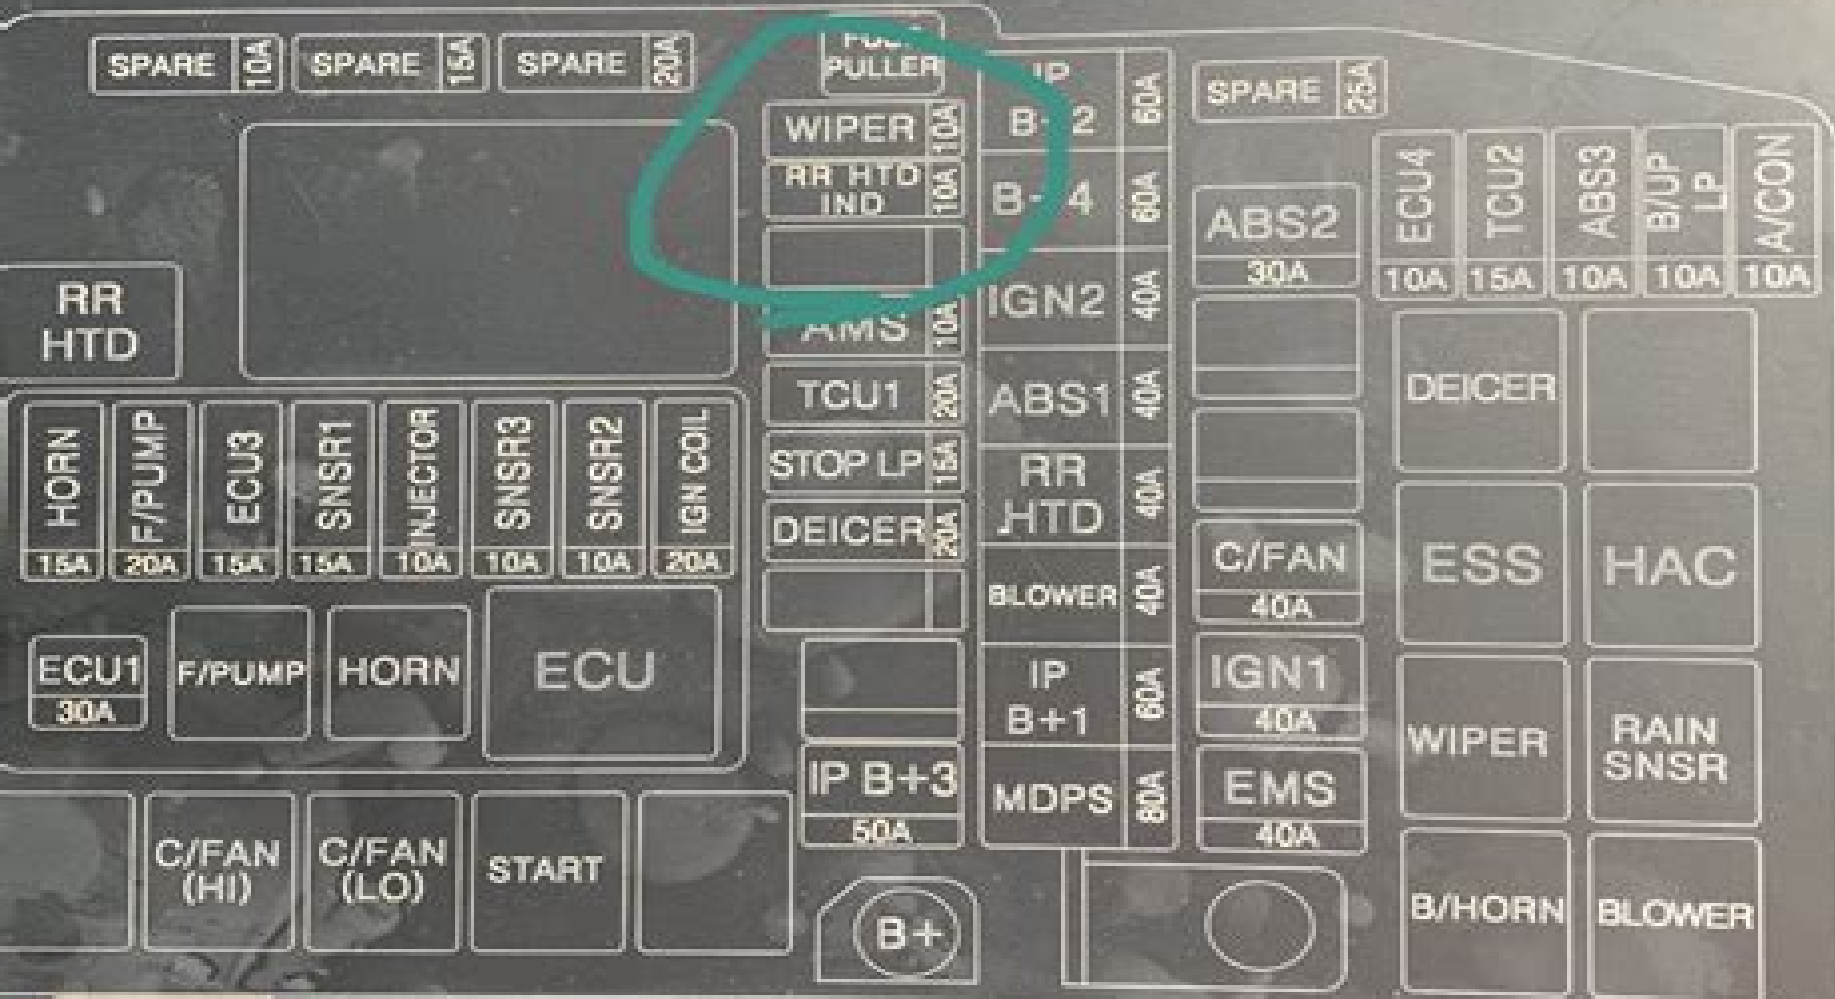 SPARE 10A
SPARE 15A
SPARE 20A
PULLER
WIPER 10A
RR HTD
IND 10A
AMS 10A
TCU1 20A
STOP LP 15A
DEICER 20A
IP
B+2 60A
B+4 60A
IGN2 40A
ABS1 40A
RR
HTD 40A
BLOWER 40A
IP
B+1 60A
MDPS 80A
SPARE 25A
ABS2
30A
C/FAN
40A
IGN1
40A
EMS
40A
ECU4
10A
TCU2
15A
ABS3
10A
B/UP
LP
10A
A/CON
10A
DEICER
ESS
HAC
WIPER
RAIN
SNSR
B/HORN
BLOWER
RR
HTD
HORN
15A
F/PUMP
20A
ECU3
15A
SNSR1
15A
INJECTOR
10A
SNSR3
10A
SNSR2
10A
IGN COIL
20A
ECU1
30A
F/PUMP
HORN
ECU
IP B+3
50A
C/FAN
(HI)
C/FAN
(LO)
START
B+